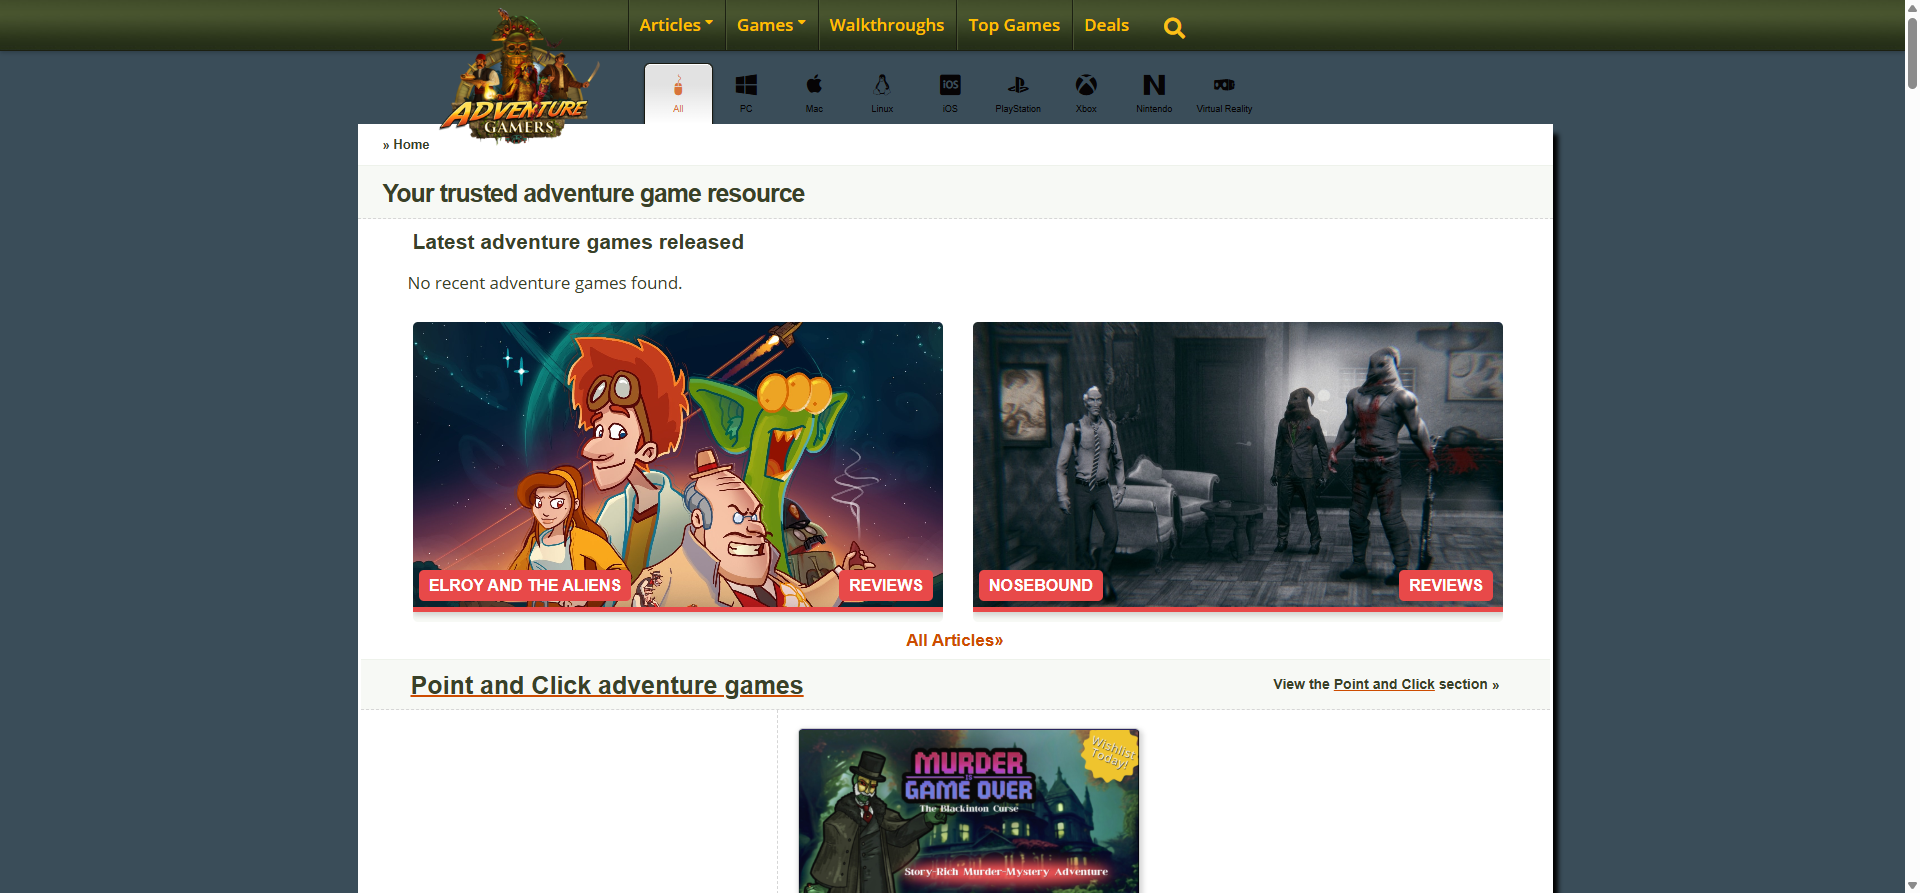 Articles Games Walkthroughs Top Games Deals
ADVENTURE
GAMERS
All PC Mac Linux iOS PlayStation Xbox Nintendo Virtual Reality
» Home
Your trusted adventure game resource
Latest adventure games released
No recent adventure games found.
ELROY AND THE ALIENS
REVIEWS
NOSEBOUND
REVIEWS
All Articles»
Point and Click adventure games
View the Point and Click section »
Wishlist
Today!
MURDER
IS
GAME OVER
The Blackinton Curse
Story-Rich Murder-Mystery Adventure